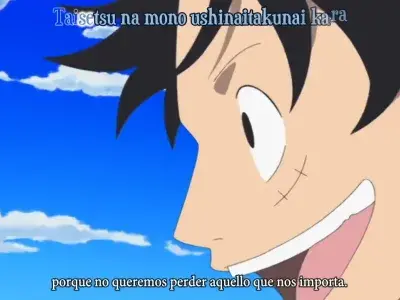 Taisetsu na mono ushinaitakunai kara
porque no queremos perder aquello que nos importa.